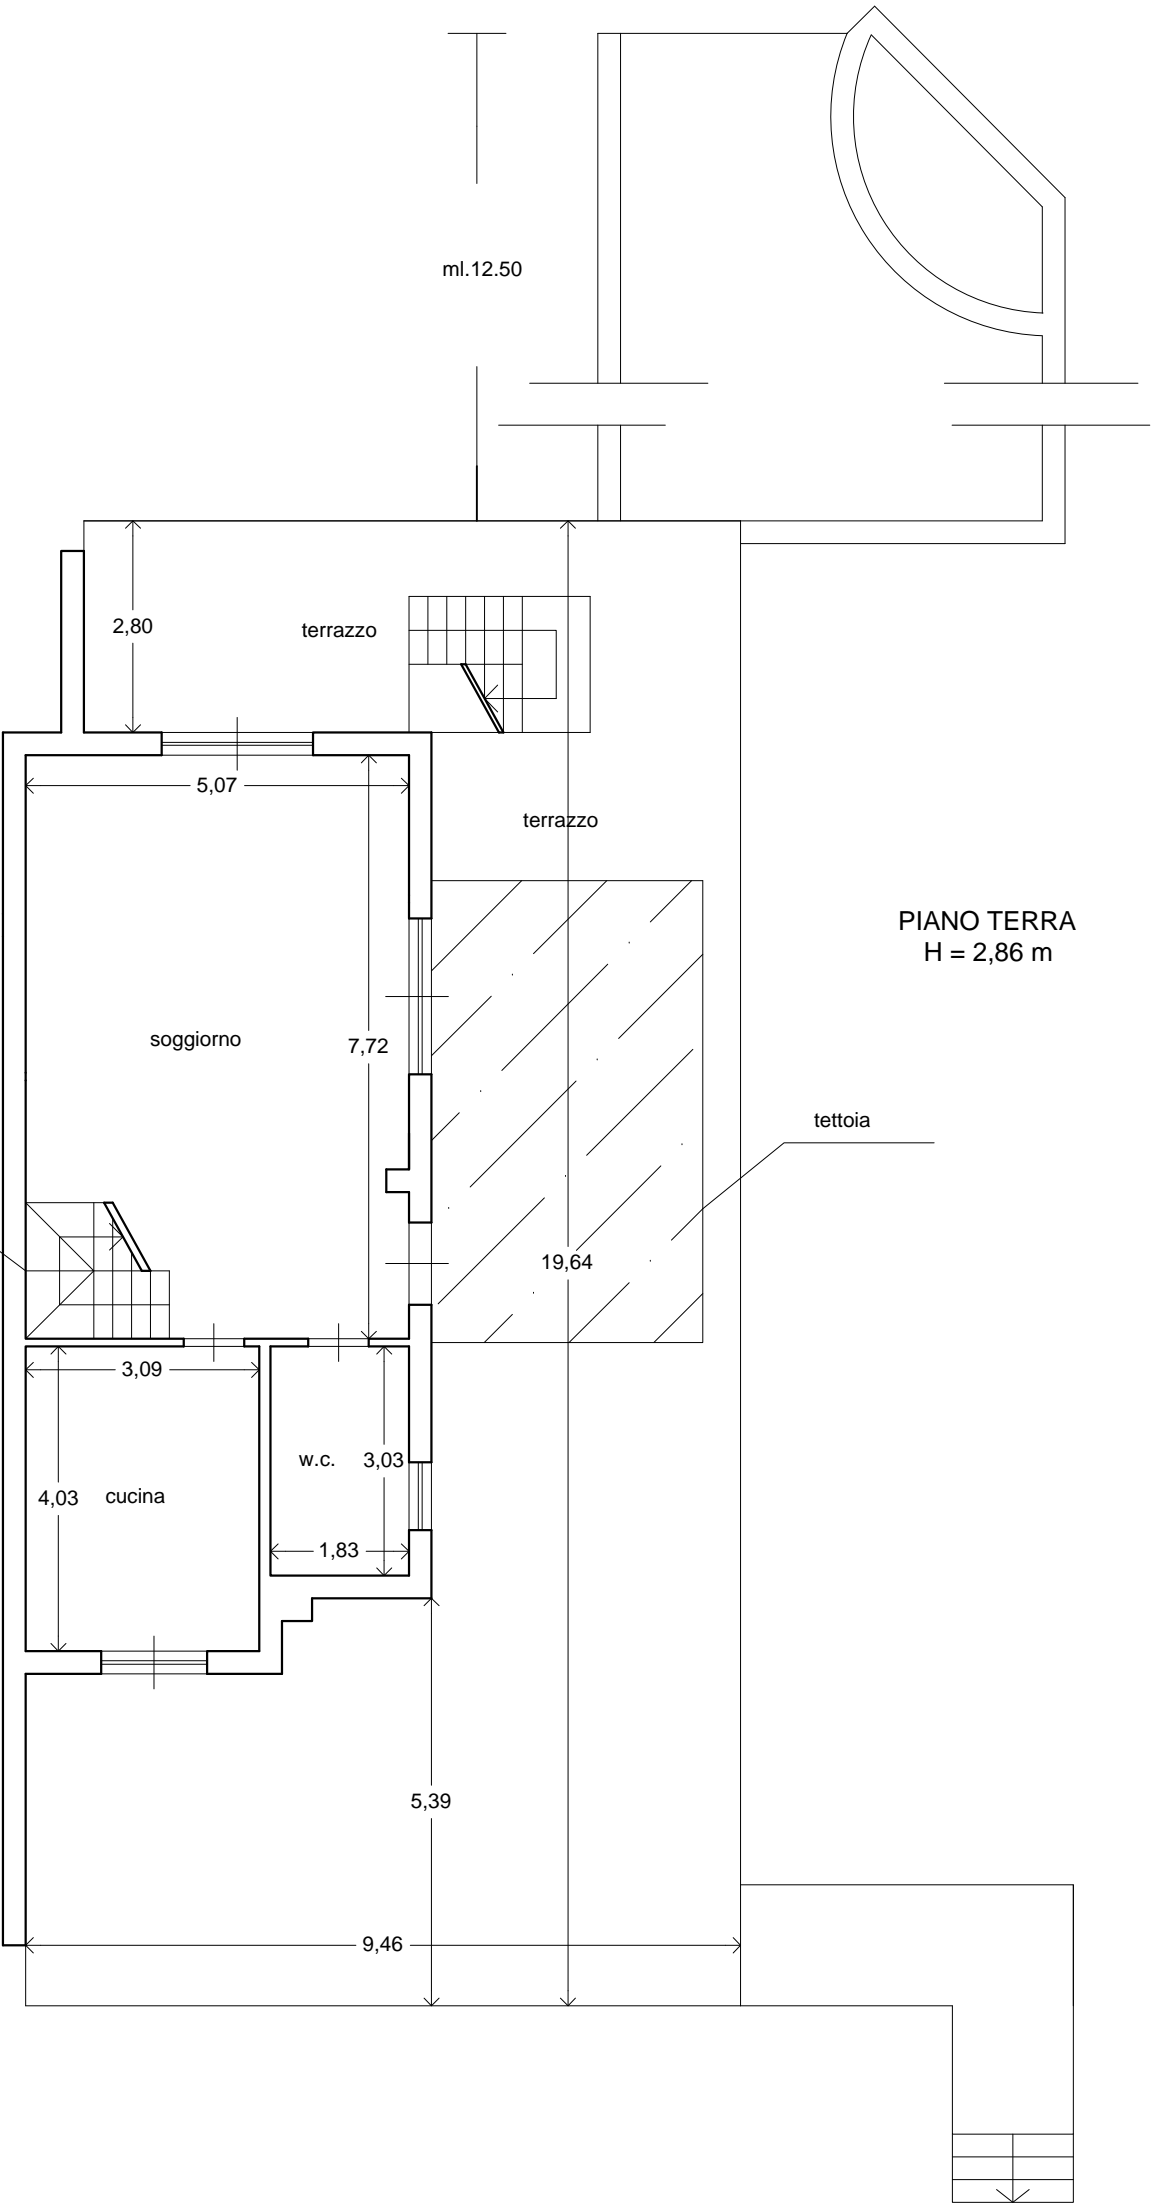 ml.12.50
2,80
terrazzo
5,07
terrazzo
PIANO TERRA
H = 2,86 m
soggiorno
7,72
tettoia
19,64
3,09
w.c.
3,03
4,03
cucina
1,83
5,39
9,46